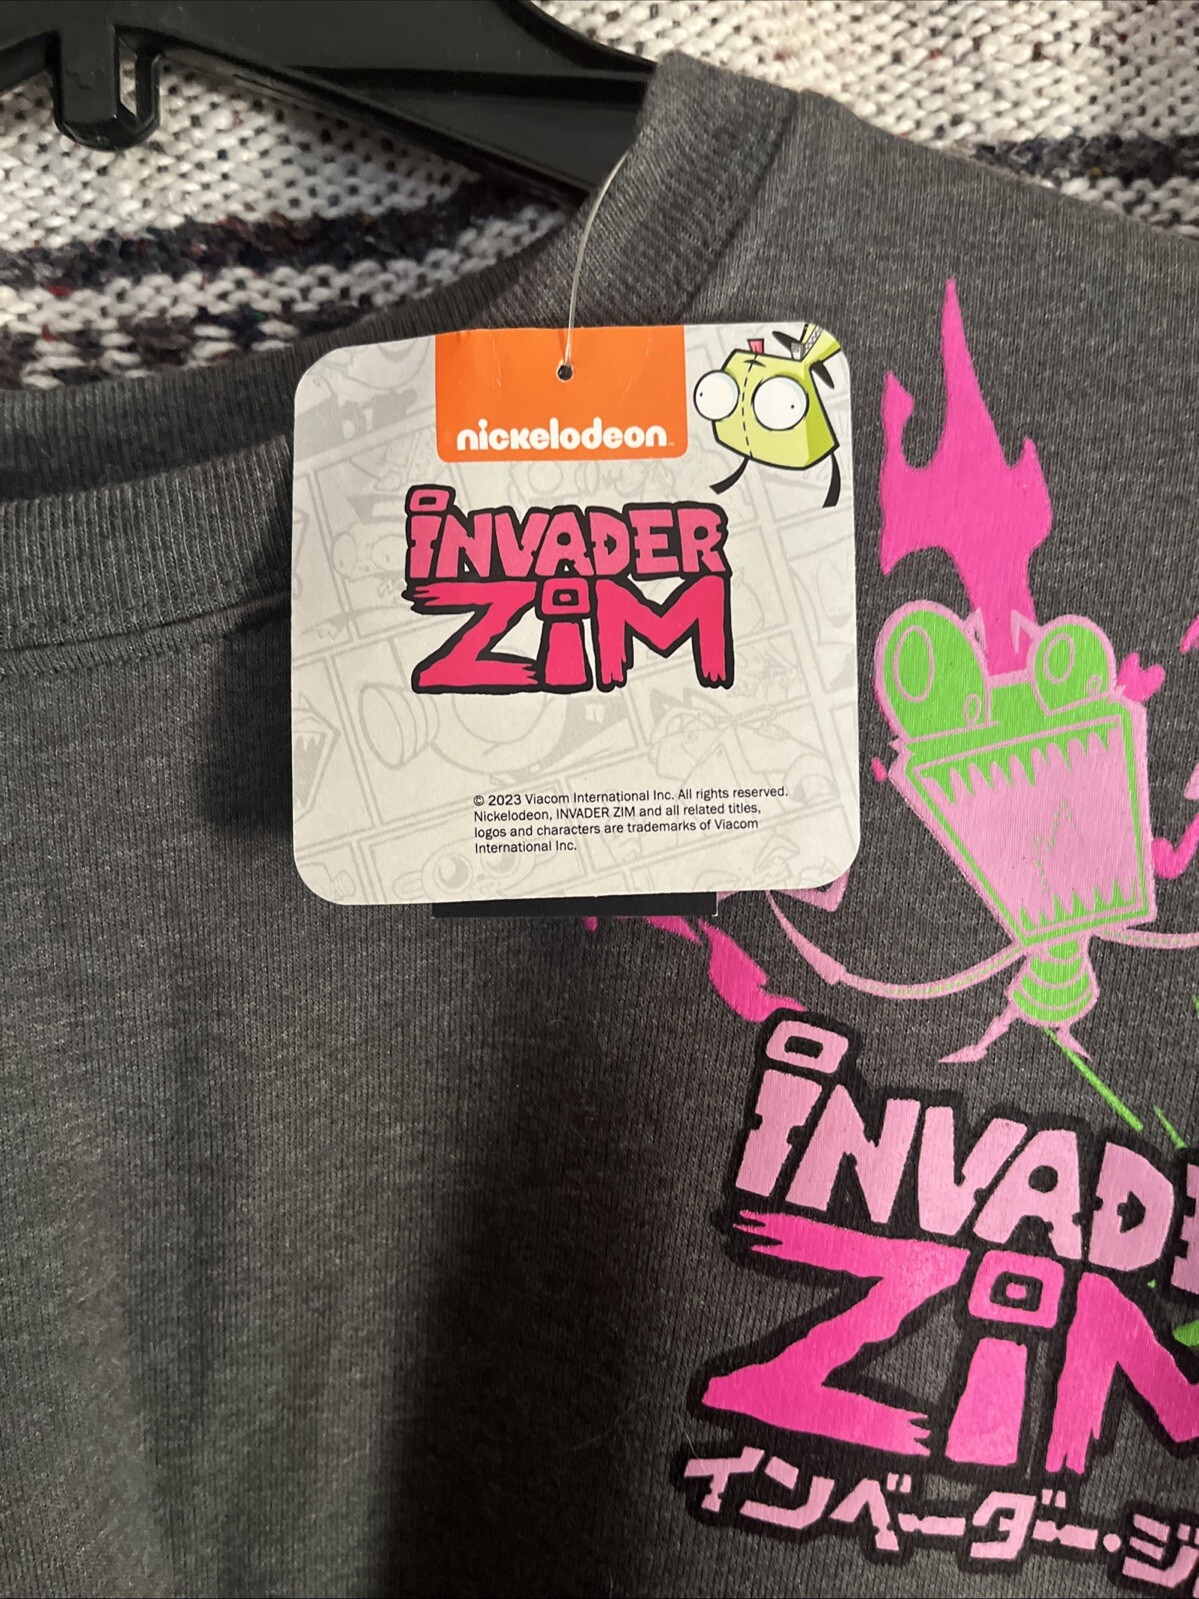 nickelodeon
INVADER
ZIM
© 2023 Viacom International Inc. All rights reserved.
Nickelodeon, INVADER ZIM and all related titles,
logos and characters are trademarks of Viacom
International Inc.
INVADE
ZIM
インベーダー・ジ